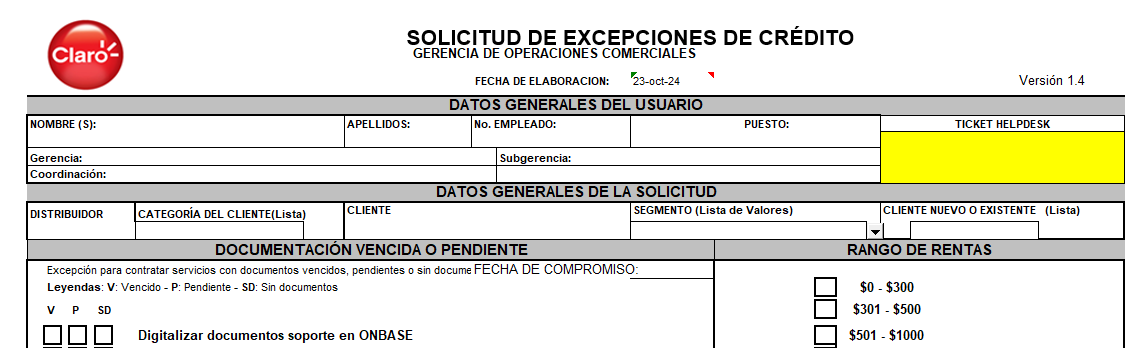 Claro
SOLICITUD DE EXCEPCIONES DE CRÉDITO
GERENCIA DE OPERACIONES COMERCIALES
FECHA DE ELABORACION: 23-oct-24 Versión 1.4
DATOS GENERALES DEL USUARIO
NOMBRE (S): APELLIDOS: No. EMPLEADO: PUESTO: TICKET HELPDESK
Gerencia: Subgerencia:
Coordinación:
DATOS GENERALES DE LA SOLICITUD
DISTRIBUIDOR CATEGORÍA DEL CLIENTE(Lista) CLIENTE SEGMENTO (Lista de Valores) CLIENTE NUEVO O EXISTENTE (Lista)
DOCUMENTACIÓN VENCIDA O PENDIENTE RANGO DE RENTAS
Excepción para contratar servicios con documentos vencidos, pendientes o sin docume FECHA DE COMPROMISO:
Leyendas: V: Vencido - P: Pendiente - SD: Sin documentos $0 - $300
V P SD $301 - $500
Digitalizar documentos soporte en ONBASE $501 - $1000